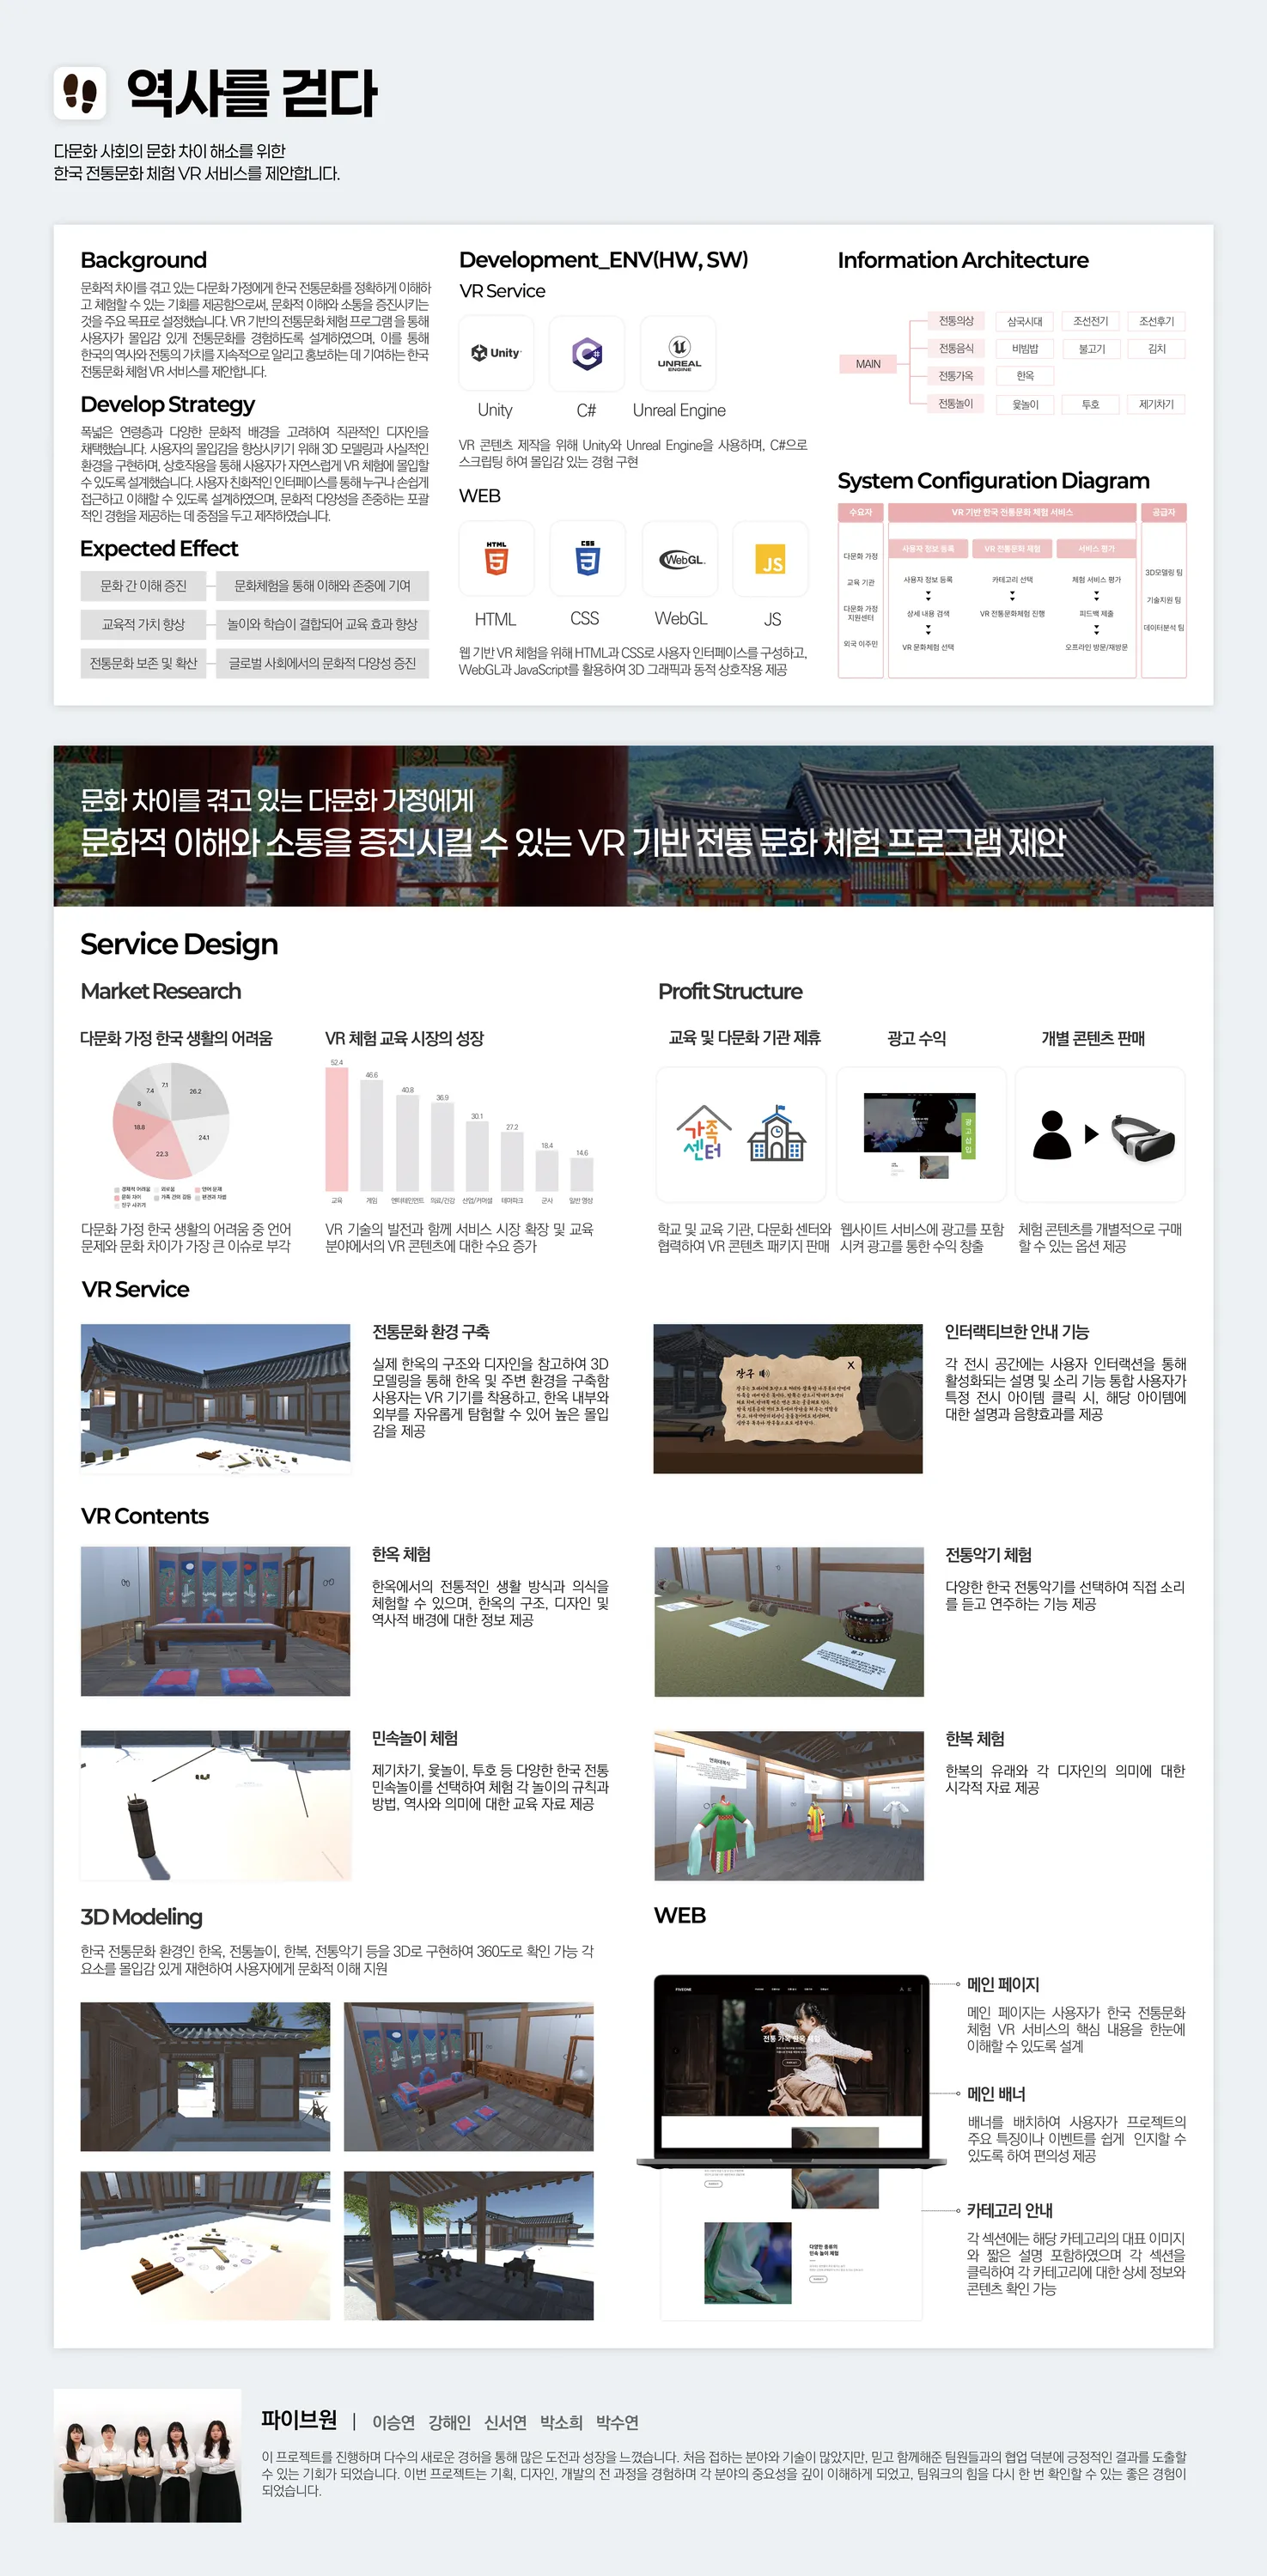 역사를 걷다
다문화 사회의 문화 차이 해소를 위한
한국 전통문화 체험 VR 서비스를 제안합니다.
Background
문화적 차이를 겪고 있는 다문화 가정에게 한국 전통문화를 정확하게 이해하
고 체험할 수 있는 기회를 제공함으로써, 문화적 이해와 소통을 증진시키는
것을 주요 목표로 설정했습니다. VR 기반의 전통문화 체험 프로그램 을 통해
사용자가 몰입감 있게 전통문화를 경험하도록 설계하였으며, 이를 통해
한국의 역사와 전통의 가치를 지속적으로 알리고 홍보하는 데 기여하는 한국
전통문화 체험 VR 서비스를 제안합니다.
Develop Strategy
폭넓은 연령층과 다양한 문화적 배경을 고려하여 직관적인 디자인을
채택했습니다. 사용자의 몰입감을 향상시키기 위해 3D 모델링과 사실적인
환경을 구현하며, 상호작용을 통해 사용자가 자연스럽게 VR 체험에 몰입할
수 있도록 설계했습니다. 사용자 친화적인 인터페이스를 통해 누구나 손쉽게
접근하고 이해할 수 있도록 설계하였으며, 문화적 다양성을 존중하는 포괄
적인 경험을 제공하는 데 중점을 두고 제작하였습니다.
Expected Effect
문화 간 이해 증진
문화체험을 통해 이해와 존중에 기여
교육적 가치 향상
놀이와 학습이 결합되어 교육 효과 향상
전통문화 보존 및 확산
글로벌 사회에서의 문화적 다양성 증진
Development_ENV(HW, SW)
VR Service
Unity
C#
UNREAL
ENGINE
Unity
C#
Unreal Engine
VR 콘텐츠 제작을 위해 Unity와 Unreal Engine을 사용하며, C#으로
스크립팅 하여 몰입감 있는 경험 구현
WEB
HTML
5
CSS
3
WebGL
JS
HTML
CSS
WebGL
JS
웹 기반 VR 체험을 위해 HTML과 CSS로 사용자 인터페이스를 구성하고,
WebGL과 JavaScript를 활용하여 3D 그래픽과 동적 상호작용 제공
Information Architecture
MAIN
전통의상
삼국시대
조선전기
조선후기
전통음식
비빔밥
불고기
김치
전통가옥
한옥
전통놀이
윷놀이
투호
제기차기
System Configuration Diagram
수요자
VR 기반 한국 전통문화 체험 서비스
공급자
다문화 가정
교육 기관
다문화 가정
지원센터
외국 이주민
사용자 정보 등록
VR 전통문화 체험
서비스 평가
사용자 정보 등록
카테고리 선택
체험 서비스 평가
상세 내용 검색
VR 전통문화체험 진행
피드백 제출
VR 문화체험 선택
오프라인 방문/재방문
3D모델링 팀
기술지원 팀
데이터분석 팀
문화 차이를 겪고 있는 다문화 가정에게
문화적 이해와 소통을 증진시킬 수 있는 VR 기반 전통 문화 체험 프로그램 제안
Service Design
Market Research
다문화 가정 한국 생활의 어려움
26.2
24.1
22.3
18.8
8
7.4
7.1
경제적 어려움
외로움
언어 문제
문화 차이
가족 간의 갈등
편견과 차별
친구 사귀기
다문화 가정 한국 생활의 어려움 중 언어
문제와 문화 차이가 가장 큰 이슈로 부각
VR 체험 교육 시장의 성장
52.4
46.6
40.8
36.9
30.1
27.2
18.4
14.6
교육
게임
엔터테인먼트
의료/건강
산업/커머셜
테마파크
군사
일반 영상
VR 기술의 발전과 함께 서비스 시장 확장 및 교육
분야에서의 VR 콘텐츠에 대한 수요 증가
Profit Structure
교육 및 다문화 기관 제휴
광고 수익
개별 콘텐츠 판매
가족
센터
광고삽입
학교 및 교육 기관, 다문화 센터와
협력하여 VR 콘텐츠 패키지 판매
웹사이트 서비스에 광고를 포함
시켜 광고를 통한 수익 창출
체험 콘텐츠를 개별적으로 구매
할 수 있는 옵션 제공
VR Service
전통문화 환경 구축
실제 한옥의 구조와 디자인을 참고하여 3D
모델링을 통해 한옥 및 주변 환경을 구축함
사용자는 VR 기기를 착용하고, 한옥 내부와
외부를 자유롭게 탐험할 수 있어 높은 몰입
감을 제공
장구
X
인터랙티브한 안내 기능
각 전시 공간에는 사용자 인터랙션을 통해
활성화되는 설명 및 소리 기능 통합 사용자가
특정 전시 아이템 클릭 시, 해당 아이템에
대한 설명과 음향효과를 제공
VR Contents
한옥 체험
한옥에서의 전통적인 생활 방식과 의식을
체험할 수 있으며, 한옥의 구조, 디자인 및
역사적 배경에 대한 정보 제공
전통악기 체험
다양한 한국 전통악기를 선택하여 직접 소리
를 듣고 연주하는 기능 제공
민속놀이 체험
제기차기, 윷놀이, 투호 등 다양한 한국 전통
민속놀이를 선택하여 체험 각 놀이의 규칙과
방법, 역사와 의미에 대한 교육 자료 제공
한복 체험
한복의 유래와 각 디자인의 의미에 대한
시각적 자료 제공
3D Modeling
한국 전통문화 환경인 한옥, 전통놀이, 한복, 전통악기 등을 3D로 구현하여 360도로 확인 가능 각
요소를 몰입감 있게 재현하여 사용자에게 문화적 이해 지원
WEB
FIVEONE
전통 가옥 한옥 체험
다양한 종류의
민속 놀이 체험
메인 페이지
메인 페이지는 사용자가 한국 전통문화
체험 VR 서비스의 핵심 내용을 한눈에
이해할 수 있도록 설계
메인 배너
배너를 배치하여 사용자가 프로젝트의
주요 특징이나 이벤트를 쉽게 인지할 수
있도록 하여 편의성 제공
카테고리 안내
각 섹션에는 해당 카테고리의 대표 이미지
와 짧은 설명 포함하였으며 각 섹션을
클릭하여 각 카테고리에 대한 상세 정보와
콘텐츠 확인 가능
파이브원 | 이승연 강해인 신서연 박소희 박수연
이 프로젝트를 진행하며 다수의 새로운 경허을 통해 많은 도전과 성장을 느꼈습니다. 처음 접하는 분야와 기술이 많았지만, 믿고 함께해준 팀원들과의 협업 덕분에 긍정적인 결과를 도출할
수 있는 기회가 되었습니다. 이번 프로젝트는 기획, 디자인, 개발의 전 과정을 경험하며 각 분야의 중요성을 깊이 이해하게 되었고, 팀워크의 힘을 다시 한 번 확인할 수 있는 좋은 경험이
되었습니다.